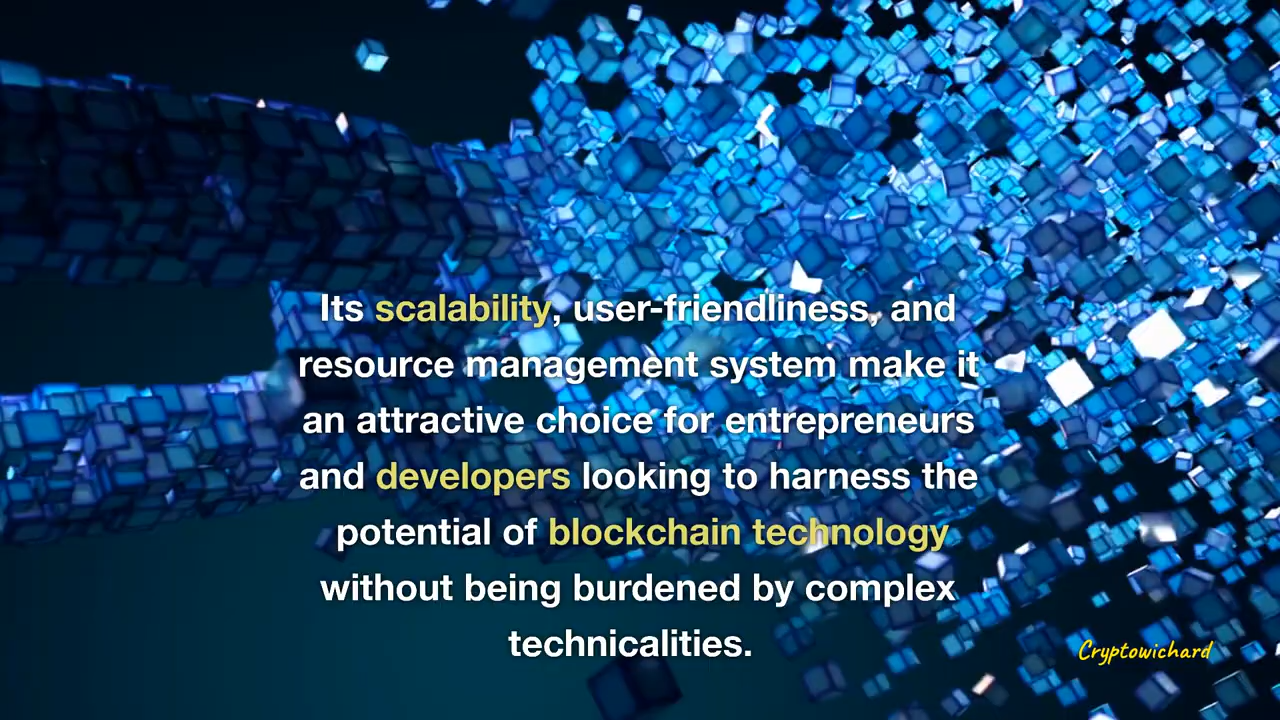 Its scalability, user-friendliness, and
resource management system make it
an attractive choice for entrepreneurs
and developers looking to harness the
potential of blockchain technology
without being burdened by complex
technicalities.
Cryptowichard